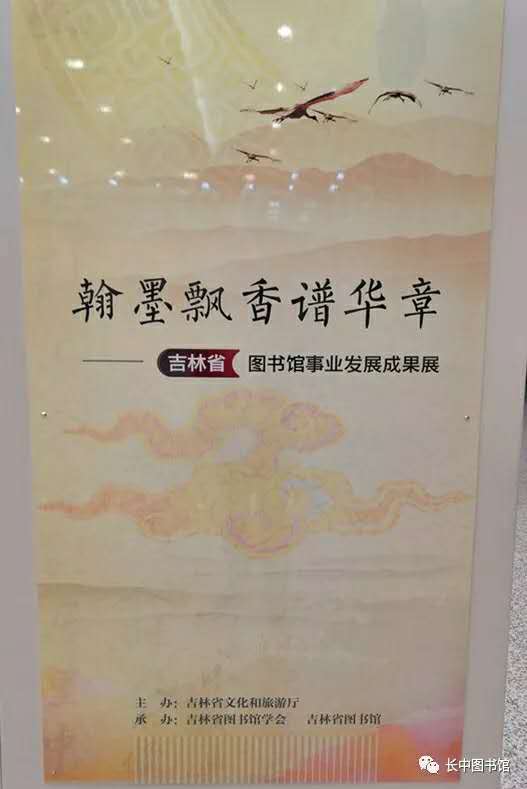 翰墨飘香谱华章
——吉林省 图书馆事业发展成果展
主 办：吉林省文化和旅游厅
承 办：吉林省图书馆学会 吉林省图书馆
长中图书馆